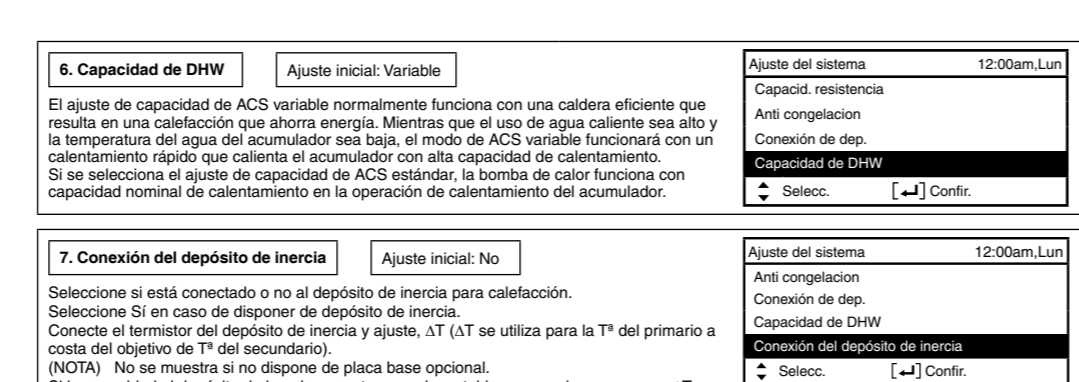 6. Capacidad de DHW
Ajuste inicial: Variable
El ajuste de capacidad de ACS variable normalmente funciona con una caldera eficiente que
resulta en una calefacción que ahorra energía. Mientras que el uso de agua caliente sea alto y
la temperatura del agua del acumulador sea baja, el modo de ACS variable funcionará con un
calentamiento rápido que calienta el acumulador con alta capacidad de calentamiento.
Si se selecciona el ajuste de capacidad de ACS estándar, la bomba de calor funciona con
capacidad nominal de calentamiento en la operación de calentamiento del acumulador.
Ajuste del sistema 12:00am,Lun
Capacid. resistencia
Anti congelacion
Conexión de dep.
Capacidad de DHW
Selecc. [↵] Confir.
7. Conexión del depósito de inercia
Ajuste inicial: No
Seleccione si está conectado o no al depósito de inercia para calefacción.
Seleccione Sí en caso de disponer de depósito de inercia.
Conecte el termistor del depósito de inercia y ajuste, ΔT (ΔT se utiliza para la Tª del primario a
costa del objetivo de Tª del secundario).
(NOTA) No se muestra si no dispone de placa base opcional.
Ajuste del sistema 12:00am,Lun
Anti congelacion
Conexión de dep.
Capacidad de DHW
Conexión del depósito de inercia
Selecc. [↵] Confir.